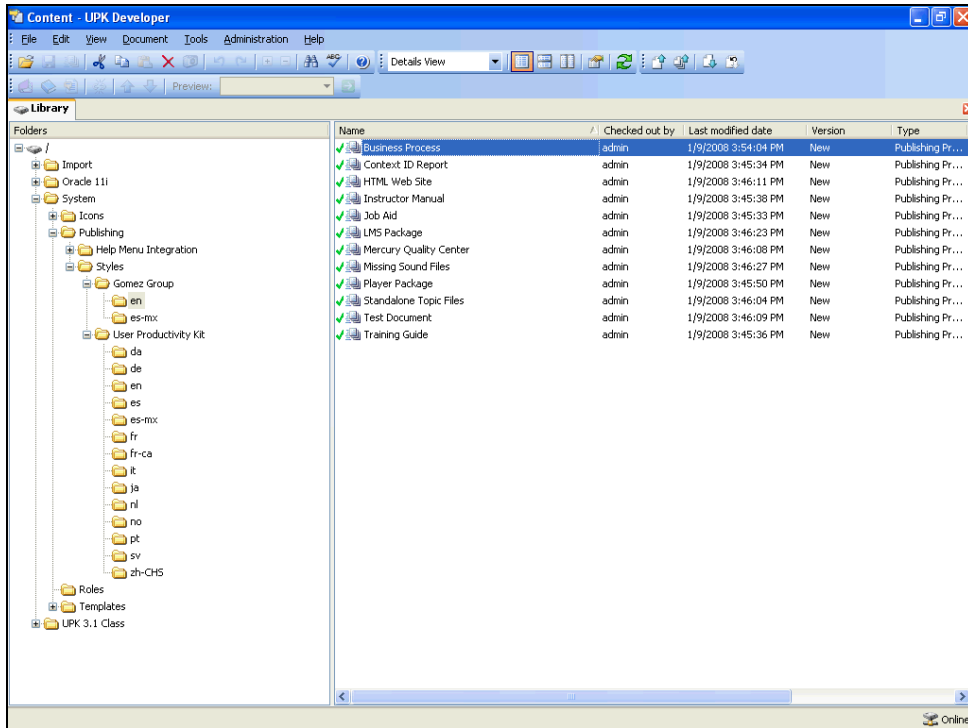 Content - UPK Developer
File Edit View Document Tools Administration Help
ABC Details View
Preview:
Library
Folders
/
Import
Oracle 11i
System
Icons
Publishing
Help Menu Integration
Styles
Gomez Group
en
es-mx
User Productivity Kit
da
de
en
es
es-mx
fr
fr-ca
it
ja
nl
no
pt
sv
zh-CHS
Roles
Templates
UPK 3.1 Class
Name Checked out by Last modified date Version Type
Business Process admin 1/9/2008 3:54:04 PM New Publishing Pr...
Context ID Report admin 1/9/2008 3:45:34 PM New Publishing Pr...
HTML Web Site admin 1/9/2008 3:46:11 PM New Publishing Pr...
Instructor Manual admin 1/9/2008 3:45:38 PM New Publishing Pr...
Job Aid admin 1/9/2008 3:45:33 PM New Publishing Pr...
LMS Package admin 1/9/2008 3:46:23 PM New Publishing Pr...
Mercury Quality Center admin 1/9/2008 3:46:08 PM New Publishing Pr...
Missing Sound Files admin 1/9/2008 3:46:27 PM New Publishing Pr...
Player Package admin 1/9/2008 3:45:50 PM New Publishing Pr...
Standalone Topic Files admin 1/9/2008 3:46:04 PM New Publishing Pr...
Test Document admin 1/9/2008 3:46:09 PM New Publishing Pr...
Training Guide admin 1/9/2008 3:45:36 PM New Publishing Pr...
Online